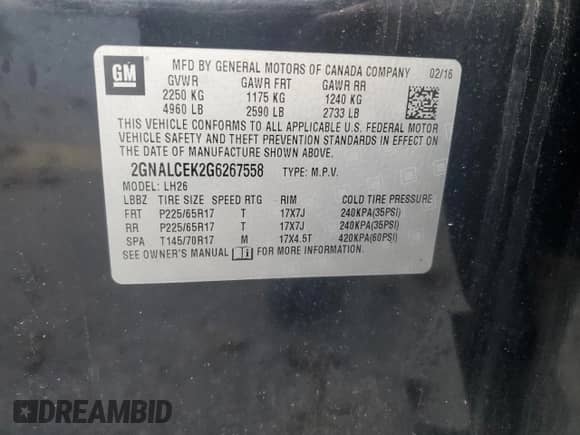 GM
MFD BY GENERAL MOTORS OF CANADA COMPANY 02/16
GVWR GAWR FRT GAWR RR
2250 KG 1175 KG 1240 KG
4960 LB 2590 LB 2733 LB
THIS VEHICLE CONFORMS TO ALL APPLICABLE U.S. FEDERAL MOTOR
VEHICLE SAFETY AND THEFT PREVENTION STANDARDS IN EFFECT ON
THE DATE OF MANUFACTURE SHOWN ABOVE.
2GNALCEK2G6267558 TYPE: M.P.V.
MODEL: LH26
LBBZ TIRE SIZE SPEED RTG RIM COLD TIRE PRESSURE
FRT P225/65R17 T 17X7J 240KPA(35PSI)
RR P225/65R17 T 17X7J 240KPA(35PSI)
SPA T145/70R17 M 17X4.5T 420KPA(60PSI)
SEE OWNER'S MANUAL FOR MORE INFORMATION.
DREAMBID